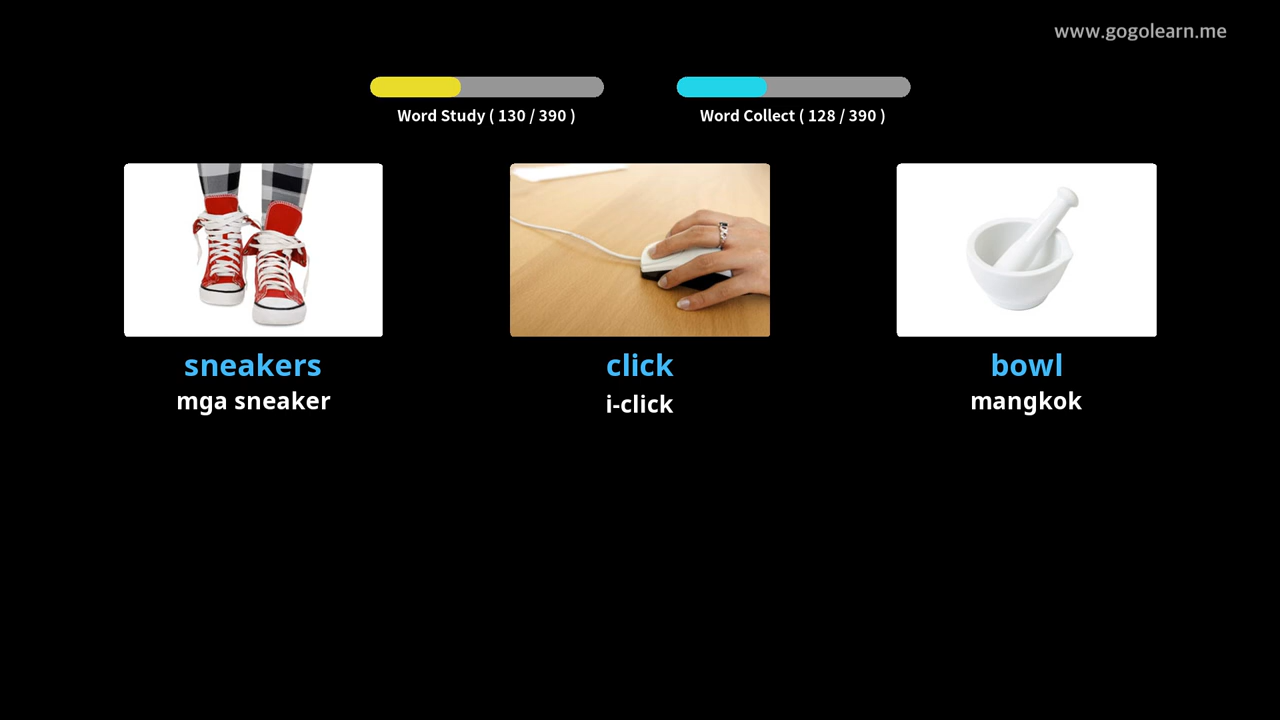 www.gogolearn.me
Word Study ( 130 / 390 )
Word Collect ( 128 / 390 )
sneakers
mga sneaker
click
i-click
bowl
mangkok